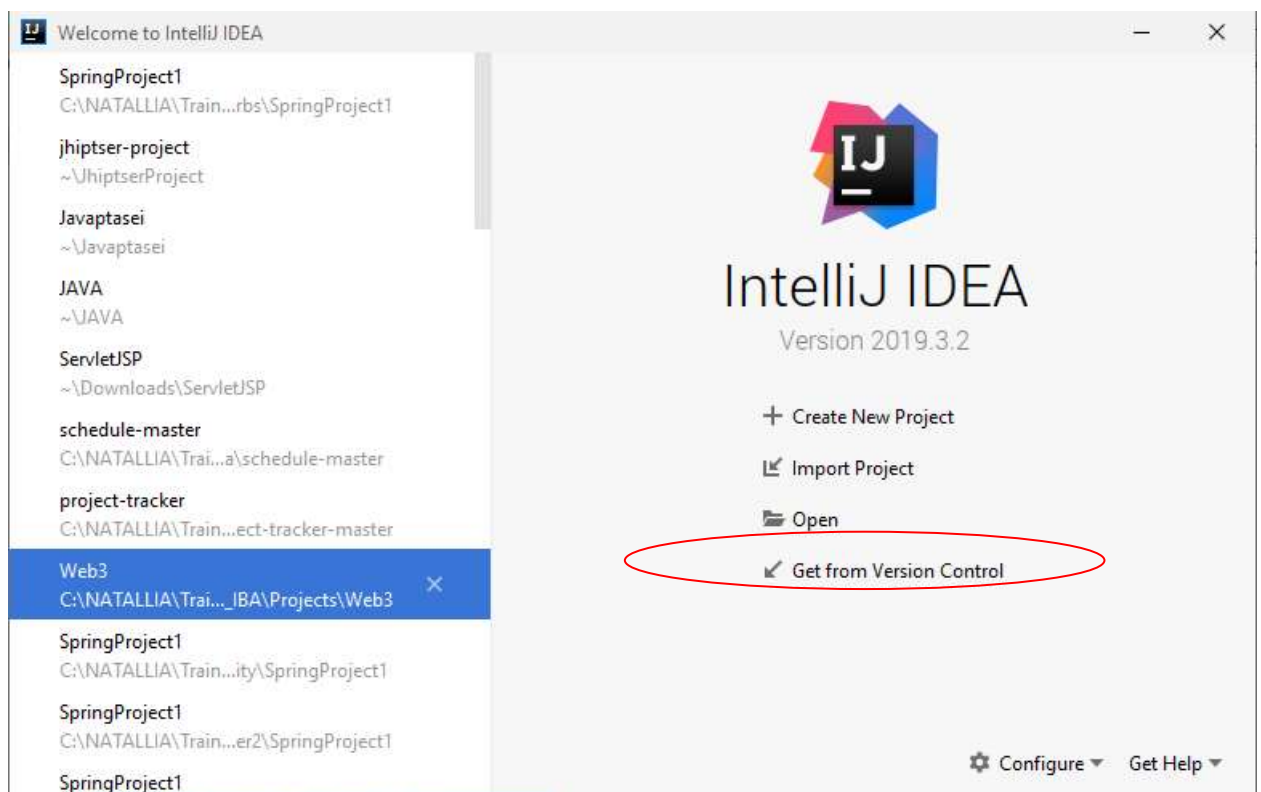 Welcome to IntelliJ IDEA
SpringProject1
C:\NATALLIA\Train...rbs\SpringProject1
jhiptser-project
~\JhiptserProject
Javaptasei
~\Javaptasei
JAVA
~\JAVA
ServletJSP
~\Downloads\ServletJSP
schedule-master
C:\NATALLIA\Trai...a\schedule-master
project-tracker
C:\NATALLIA\Train...ect-tracker-master
Web3
C:\NATALLIA\Trai..._IBA\Projects\Web3
SpringProject1
C:\NATALLIA\Train...ity\SpringProject1
SpringProject1
C:\NATALLIA\Train...er2\SpringProject1
SpringProject1
IJ
IntelliJ IDEA
Version 2019.3.2
Create New Project
Import Project
Open
Get from Version Control
Configure
Get Help